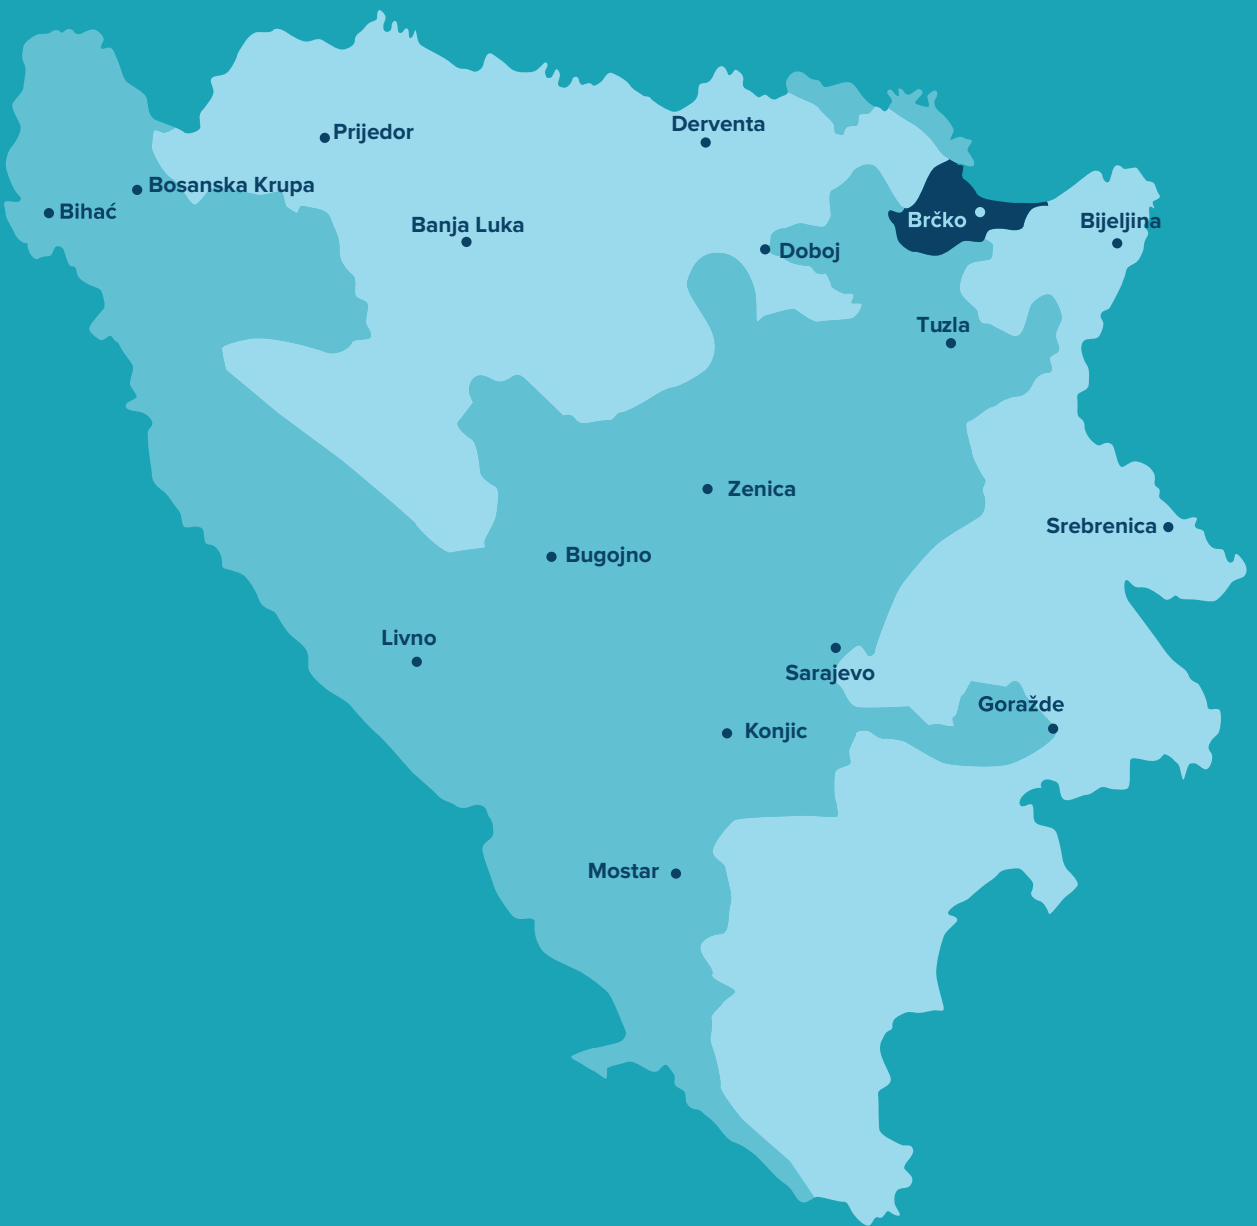 Derventa
Prijedor
Bosanska Krupa
Bihać
Brčko
Bijeljina
Banja Luka
Doboj
Tuzla
Zenica
Srebrenica
Bugojno
Livno
Sarajevo
Goražde
Konjic
Mostar